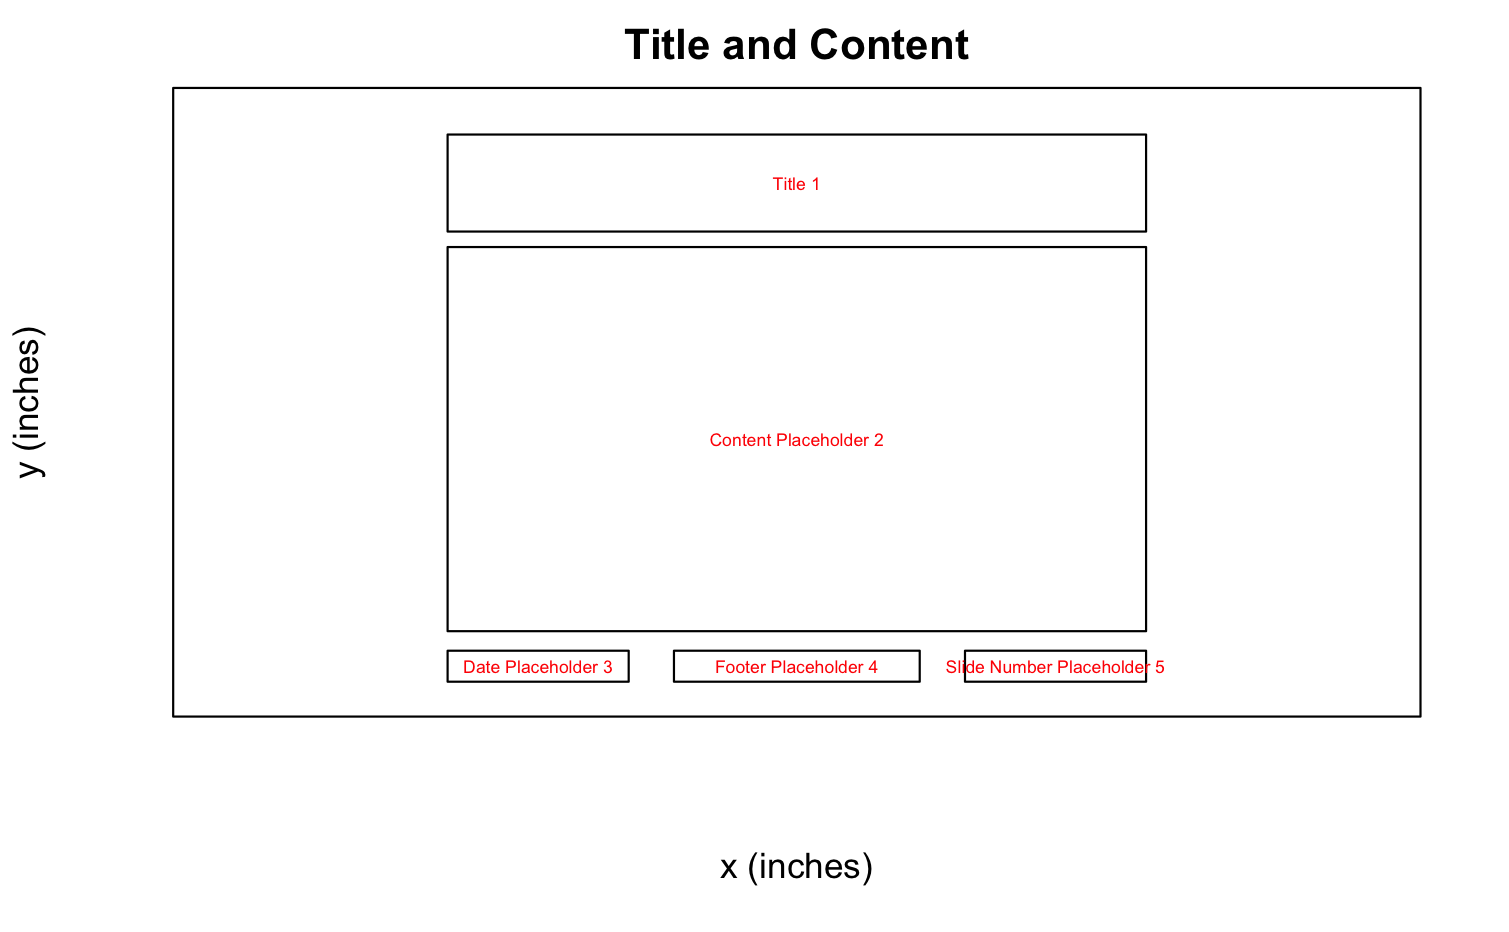 Title and Content
Title 1
y (inches)
Content Placeholder 2
Date Placeholder 3
Footer Placeholder 4
Slide Number Placeholder 5
x (inches)